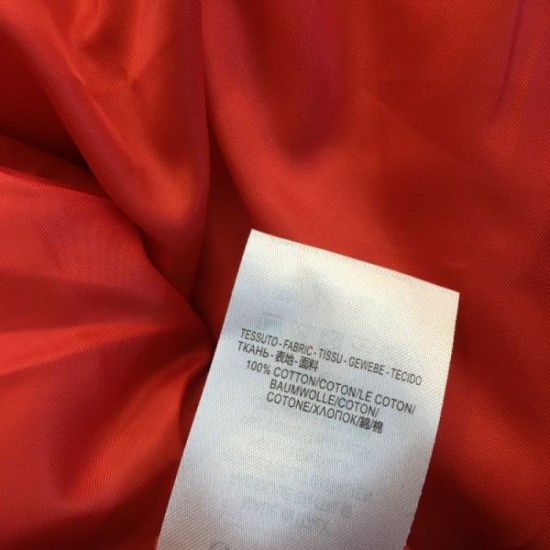 TESSUTO - FABRIC - TISSU - GEWEBE - TECIDO
ТКАНЬ - 表地 - 面料
100% COTTON/COTON/LE COTON/
BAUMWOLLE/COTON/
COTONE/ХЛОПОК/綿/棉